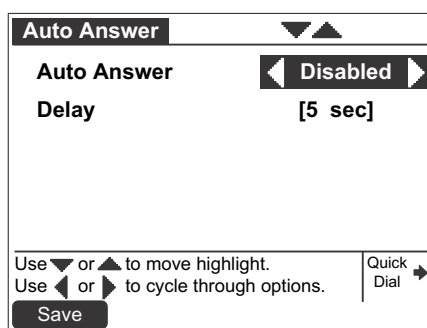 Auto Answer
Auto Answer Disabled
Delay [5 sec]
Use ▼ or ▲ to move highlight.
Use ◀ or ▶ to cycle through options.
Quick
Dial
Save